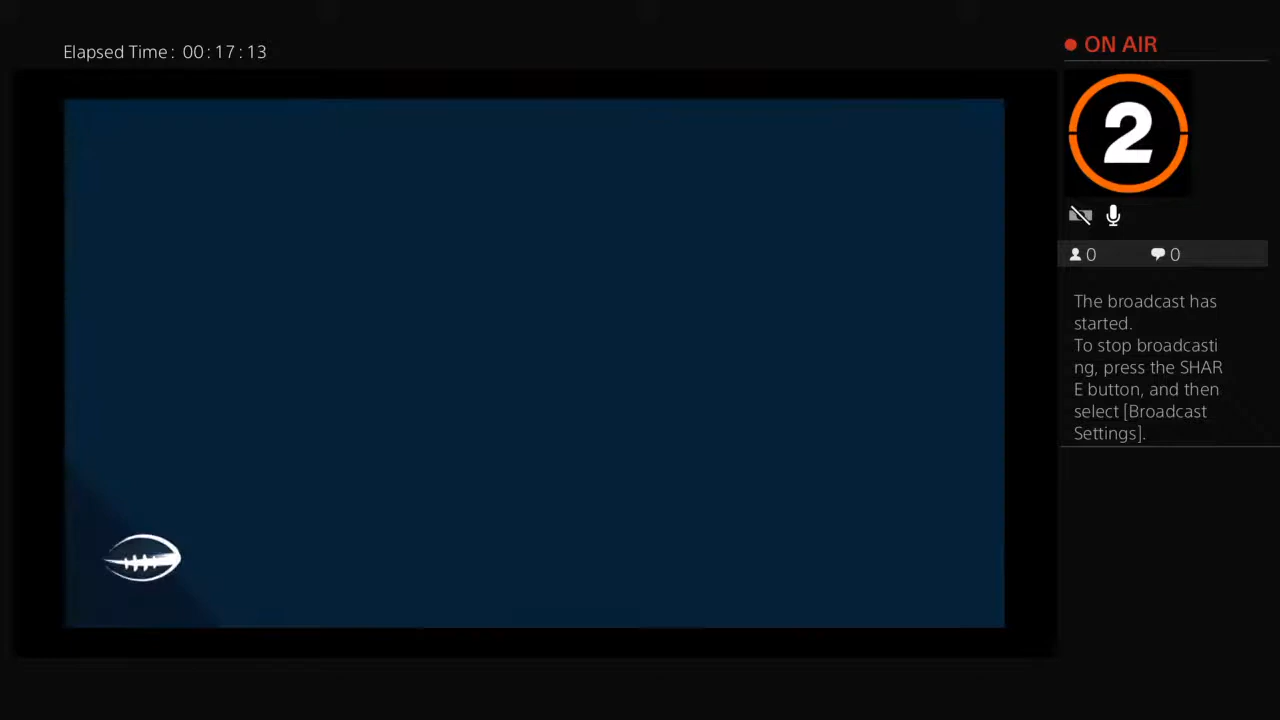 Elapsed Time: 00:17:13
ON AIR
2
0 0
The broadcast has
started.
To stop broadcasti
ng, press the SHAR
E button, and then
select [Broadcast
Settings].